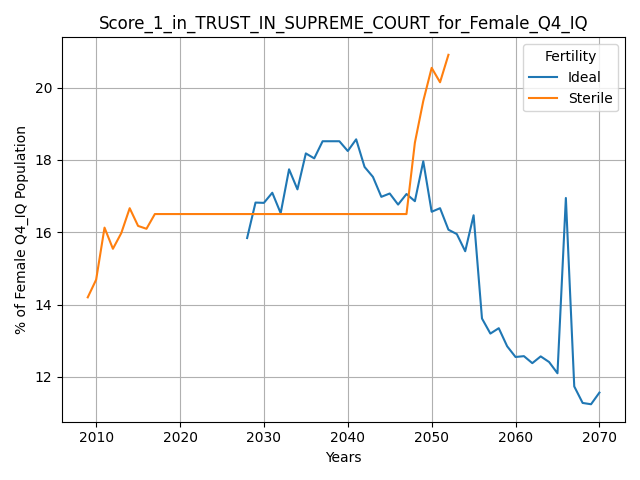 Score_1_in_TRUST_IN_SUPREME_COURT_for_Female_Q4_IQ
Fertility
Ideal
Sterile
% of Female Q4_IQ Population
20
18
16
14
12
2010 2020 2030 2040 2050 2060 2070
Years